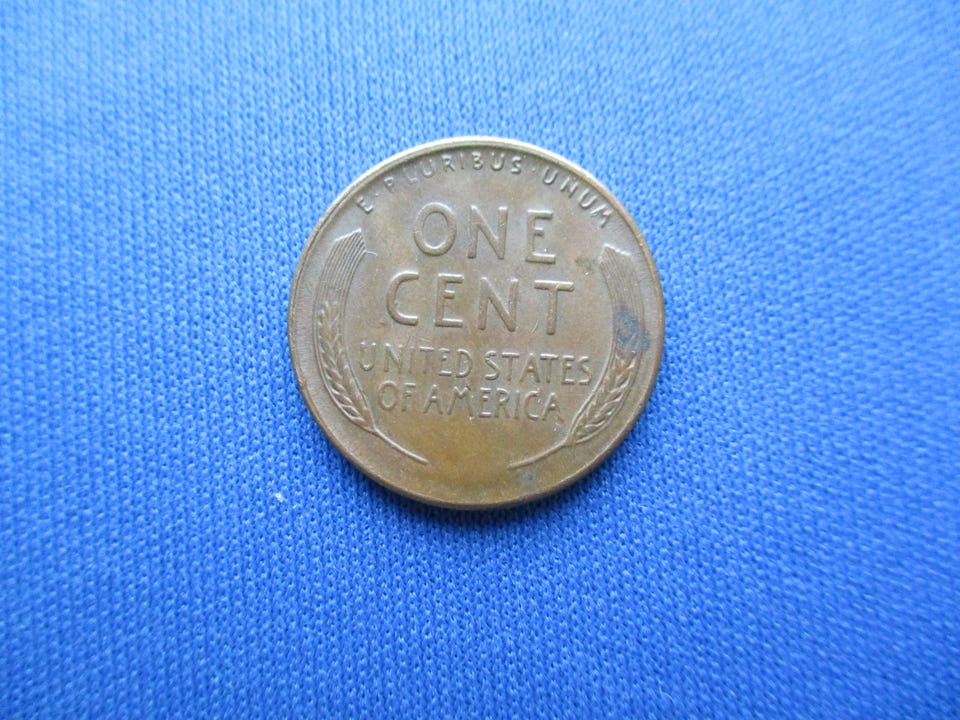 E·PLURIBUS·UNUM
ONE
CENT
UNITED STATES
OF AMERICA